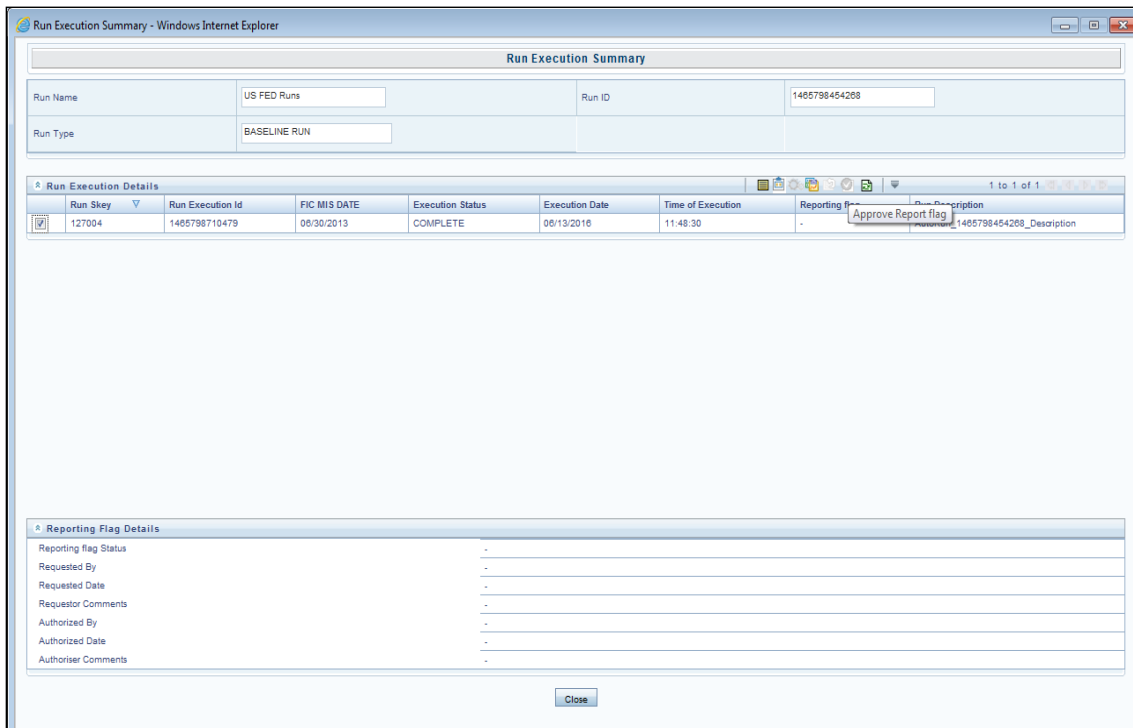 Run Execution Summary - Windows Internet Explorer
Run Execution Summary
Run Name US FED Runs Run ID 1465798454268
Run Type BASELINE RUN
Run Execution Details 1 to 1 of 1
Run Skey Run Execution Id FIC MIS DATE Execution Status Execution Date Time of Execution Reporting Run Description
Approve Report flag
127004 1465798710479 06/30/2013 COMPLETE 06/13/2016 11:48:30 - AutoRun_1465798454268_Description
Reporting Flag Details
Reporting flag Status -
Requested By -
Requested Date -
Requestor Comments -
Authorized By -
Authorized Date -
Authoriser Comments -
Close